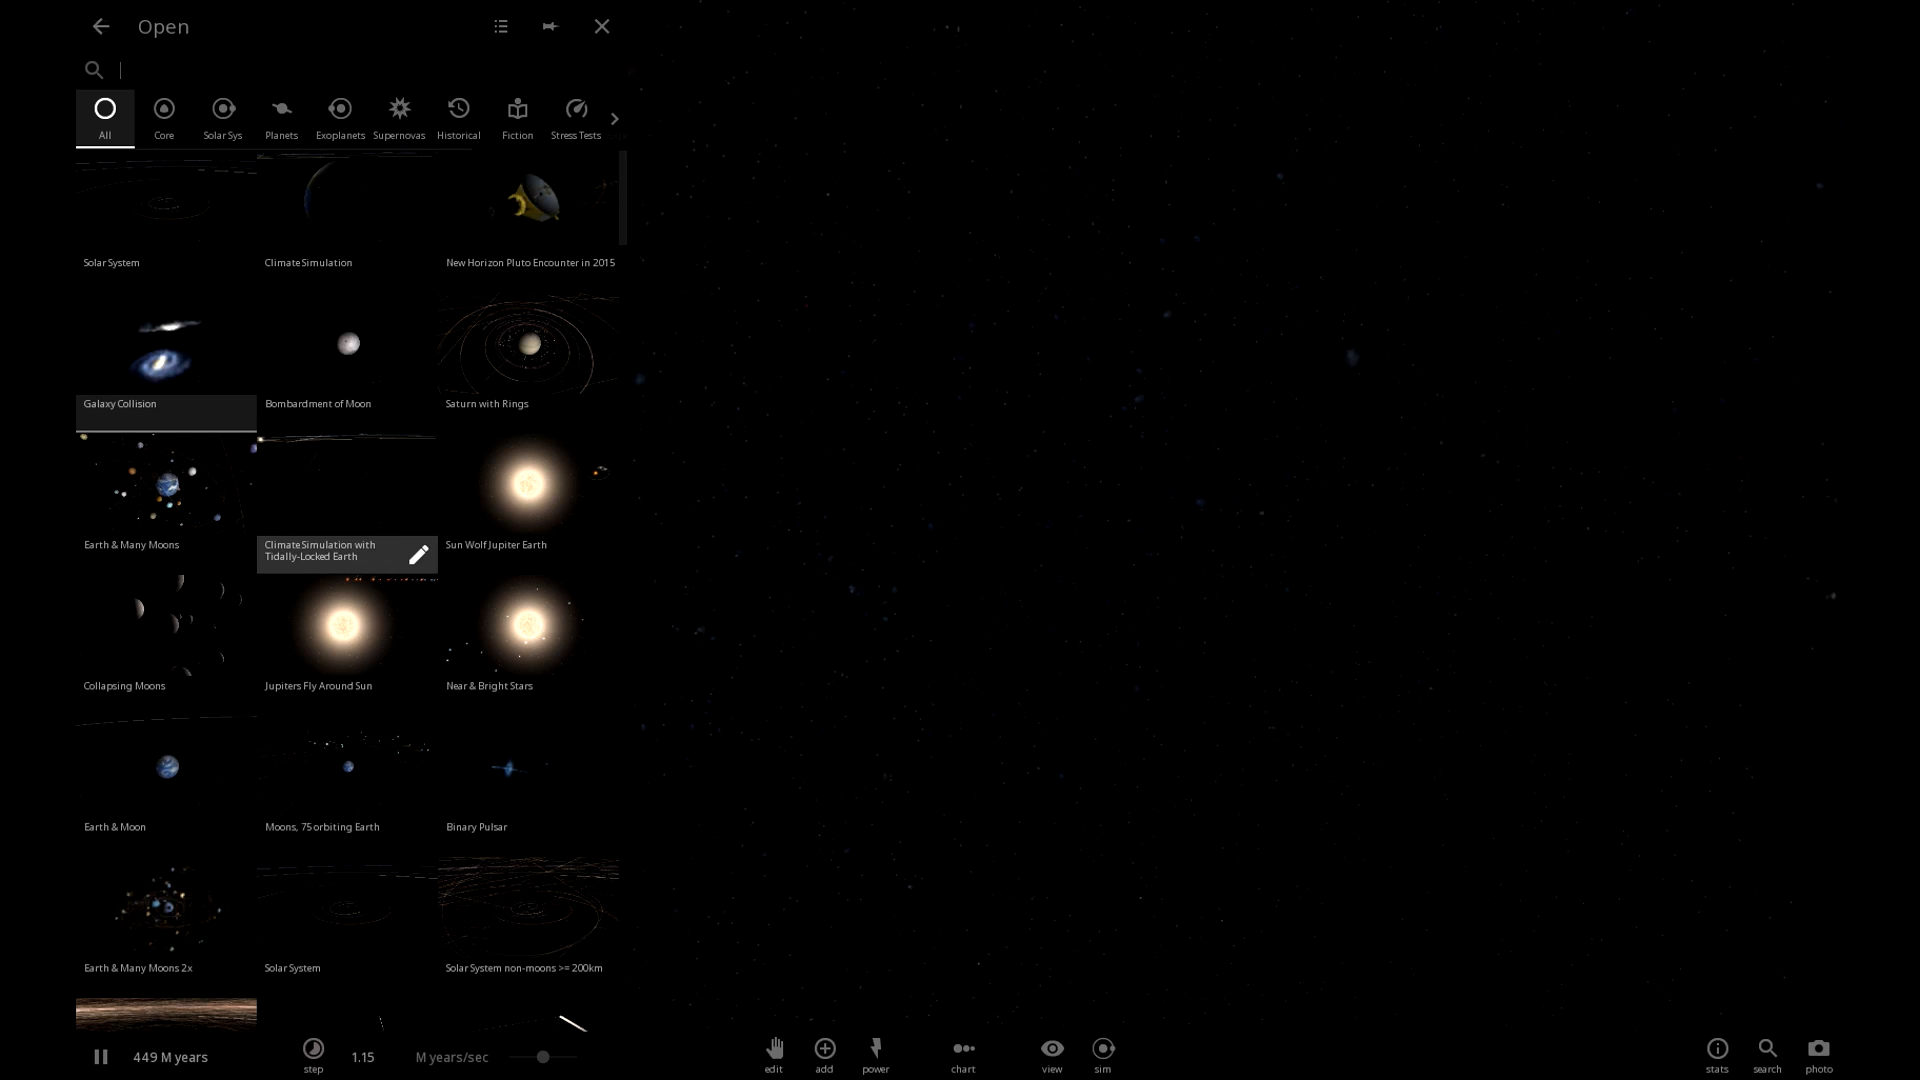 Open
All
Core
Solar Sys
Planets
Exoplanets
Supernovas
Historical
Fiction
Stress Tests
Solar System
Climate Simulation
New Horizon Pluto Encounter in 2015
Galaxy Collision
Bombardment of Moon
Saturn with Rings
Earth & Many Moons
Climate Simulation with
Tidally-Locked Earth
Sun Wolf Jupiter Earth
Collapsing Moons
Jupiters Fly Around Sun
Near & Bright Stars
Earth & Moon
Moons, 75 orbiting Earth
Binary Pulsar
Earth & Many Moons 2x
Solar System
Solar System non-moons >= 200km
449 M years
step
1.15
M years/sec
edit
add
power
chart
view
sim
stats
search
photo